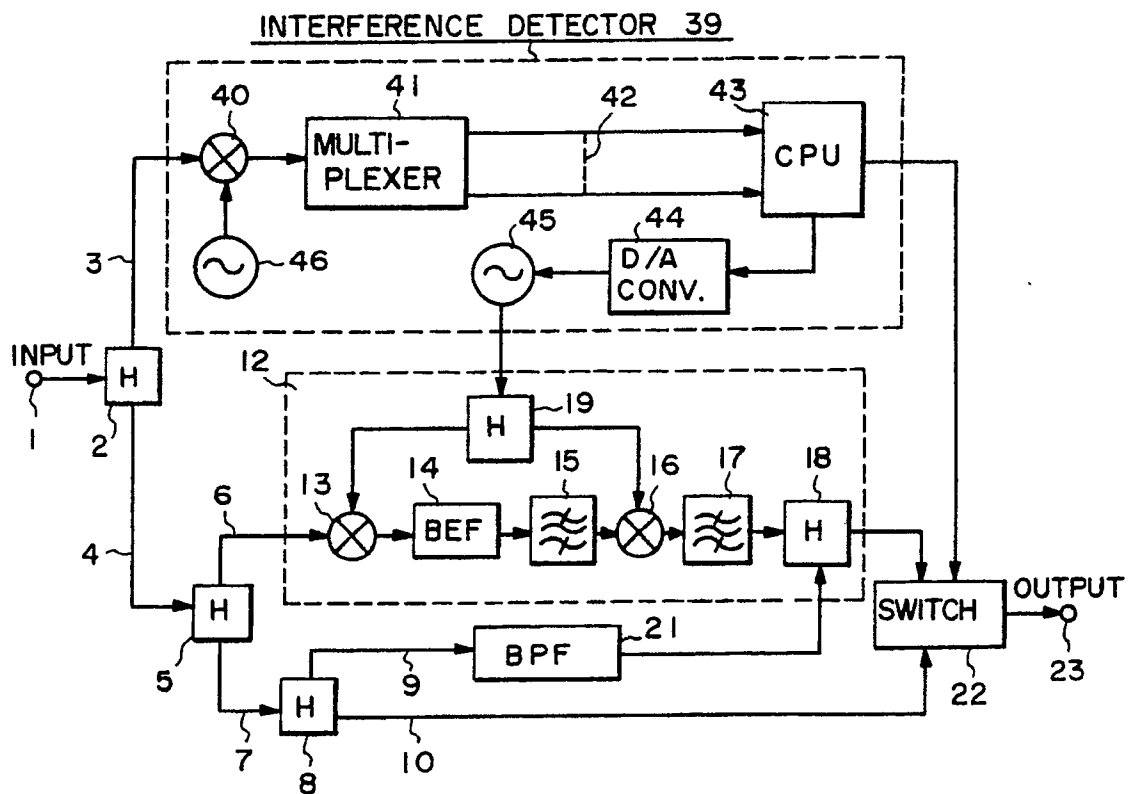 INTERFERENCE DETECTOR 39
40
41
42
43
MULTI-
PLEXER
CPU
3
46
45
44
D/A
CONV.
INPUT
H
1
2
12
H
19
13
14
15
16
17
18
6
BEF
H
4
H
5
SWITCH
OUTPUT
BPF
21
9
22
23
H
7
8
10